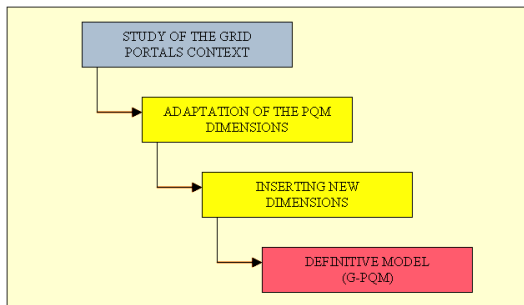 STUDY OF THE GRID
PORTALS CONTEXT
ADAPTATION OF THE PQM
DIMENSIONS
INSERTING NEW
DIMENSIONS
DEFINITIVE MODEL
(G-PQM)